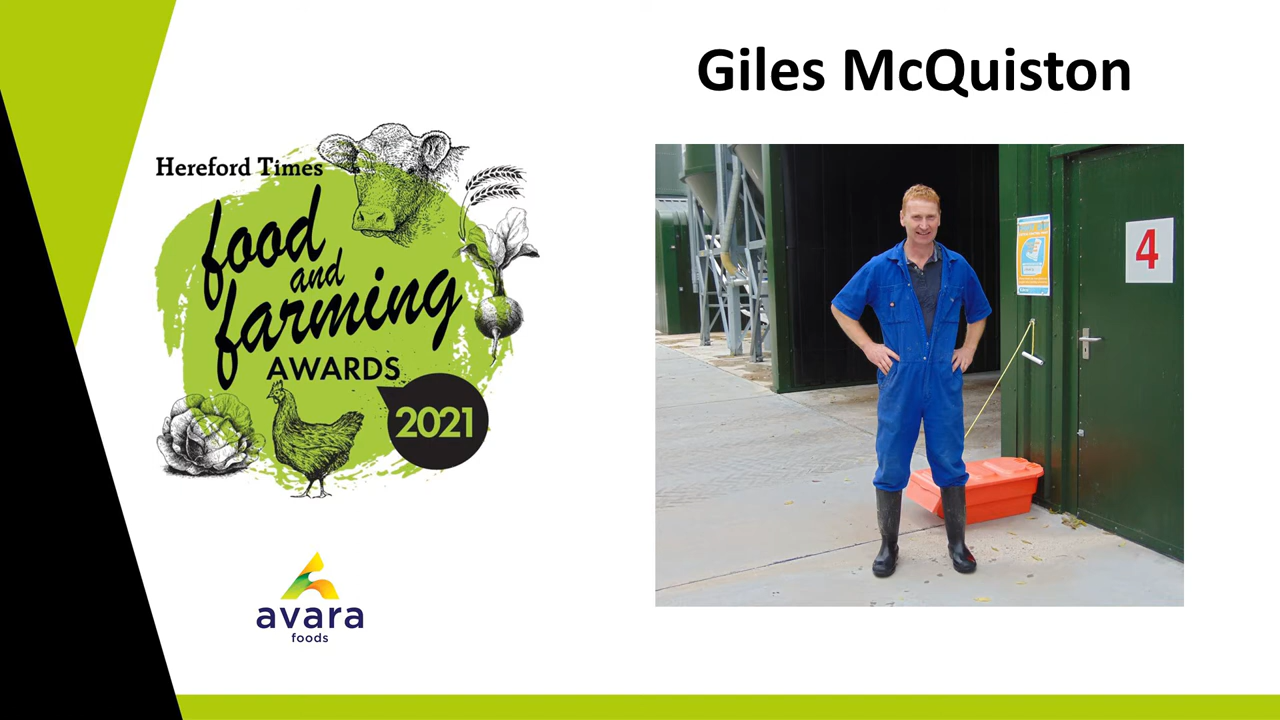 Giles McQuiston
Hereford Times
food
and
farming
AWARDS
2021
4
avara
foods